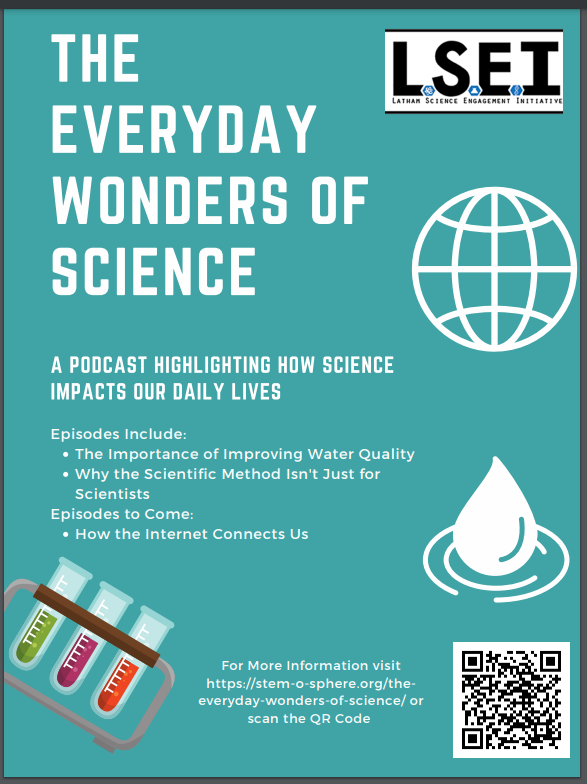 THE
EVERYDAY
WONDERS OF
SCIENCE
L.S.E.I
LATHAM SCIENCE ENGAGEMENT INITIATIVE
A PODCAST HIGHLIGHTING HOW SCIENCE
IMPACTS OUR DAILY LIVES
Episodes Include:
• The Importance of Improving Water Quality
• Why the Scientific Method Isn't Just for
Scientists
Episodes to Come:
• How the Internet Connects Us
For More Information visit
https://stem-o-sphere.org/the-
everyday-wonders-of-science/ or
scan the QR Code